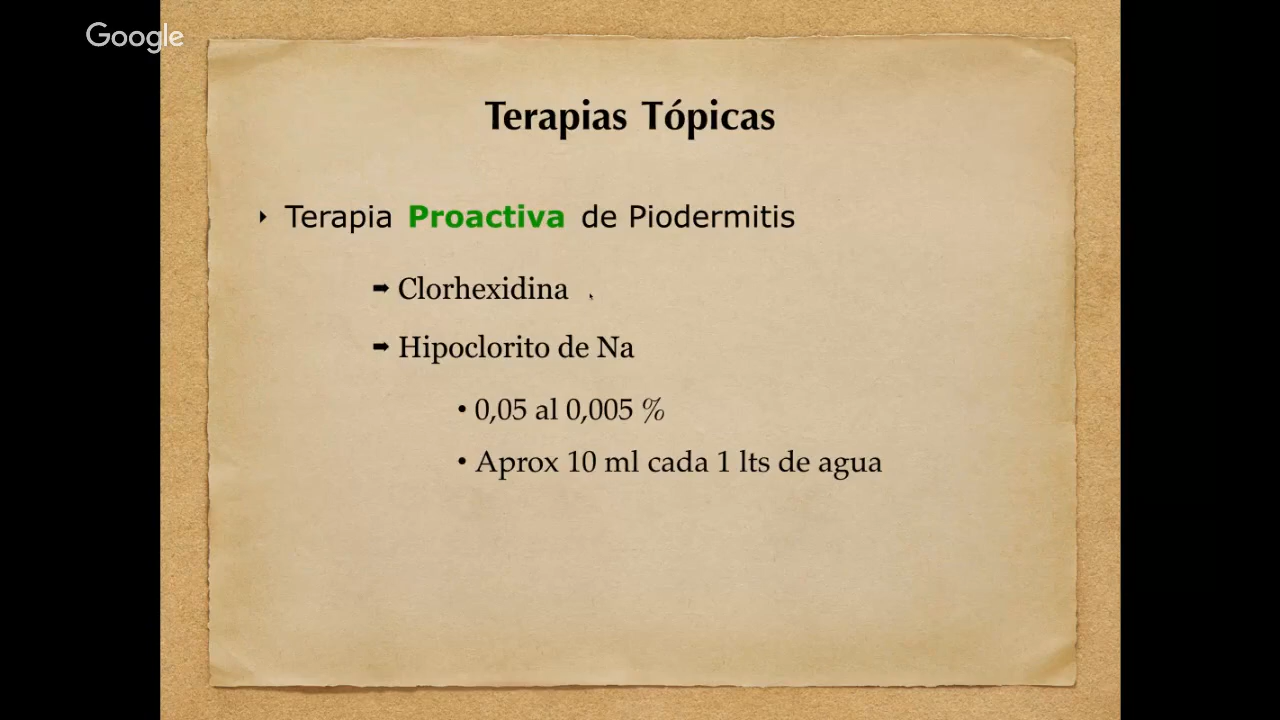 Google
Terapias Tópicas
Terapia Proactiva de Piodermitis
Clorhexidina
Hipoclorito de Na
• 0,05 al 0,005 %
• Aprox 10 ml cada 1 lts de agua